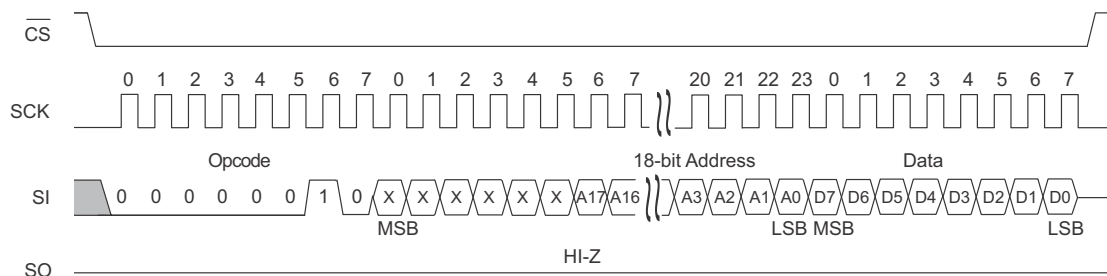 CS
0 1 2 3 4 5 6 7 0 1 2 3 4 5 6 7 20 21 22 23 0 1 2 3 4 5 6 7
SCK
Opcode 18-bit Address Data
SI 0 0 0 0 0 0 1 0 X X X X X X A17 A16 A3 A2 A1 A0 D7 D6 D5 D4 D3 D2 D1 D0
MSB LSB MSB LSB
HI-Z
SO